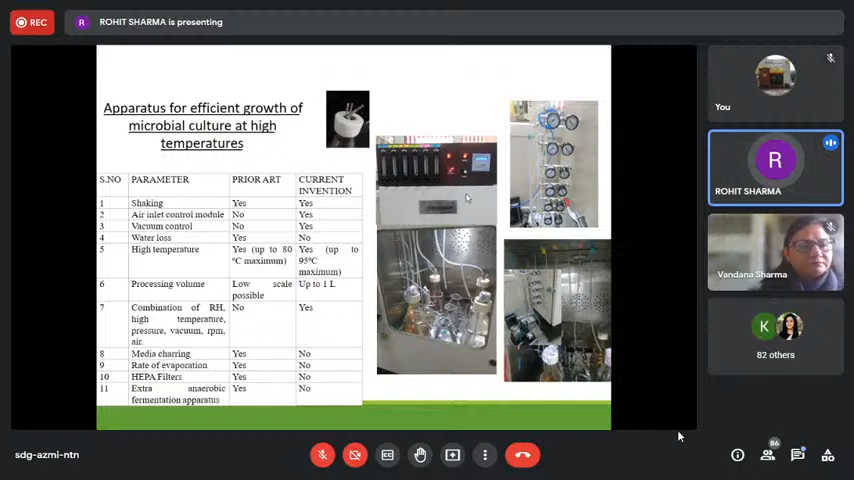 REC
R
ROHIT SHARMA is presenting
Apparatus for efficient growth of
microbial culture at high
temperatures
S.NO PARAMETER PRIOR ART CURRENT INVENTION
1 Shaking Yes Yes
2 Air inlet control module No Yes
3 Vacuum control No Yes
4 Water loss Yes No
5 High temperature Yes (up to 80 ºC maximum) Yes (up to 95ºC maximum)
6 Processing volume Low scale possible Up to 1 L
7 Combination of RH, high temperature, pressure, vacuum, rpm, air. No Yes
8 Media charring Yes No
9 Rate of evaporation Yes No
10 HEPA Filters Yes No
11 Extra anaerobic fermentation apparatus Yes No
You
R
ROHIT SHARMA
Vandana Sharma
K
82 others
sdg-azmi-ntn
86